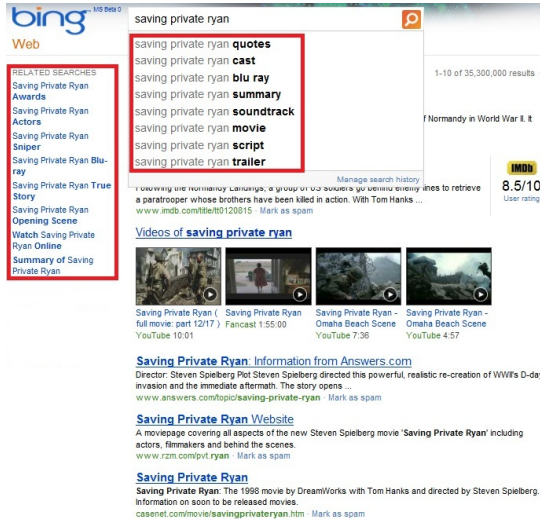 bing MS Beta 0
saving private ryan
Web
saving private ryan quotes
saving private ryan cast
saving private ryan blu ray
saving private ryan summary
saving private ryan soundtrack
saving private ryan movie
saving private ryan script
saving private ryan trailer
Manage search history
RELATED SEARCHES
Saving Private Ryan
Awards
Saving Private Ryan
Actors
Saving Private Ryan
Sniper
Saving Private Ryan Blu-
ray
Saving Private Ryan True
Story
Saving Private Ryan
Opening Scene
Watch Saving Private
Ryan Online
Summary of Saving
Private Ryan
1-10 of 35,300,000 results
f Normandy in World War II. It
IMDb
8.5/10
User rating
Following the Normandy Landings, a group of US soldiers go behind enemy lines to retrieve
a paratrooper whose brothers have been killed in action. With Tom Hanks ...
www.imdb.com/title/tt0120815 · Mark as spam
Videos of saving private ryan
Saving Private Ryan (
full movie: part 12/17 )
YouTube 10:01
Saving Private Ryan
Fancast 1:55:00
Saving Private Ryan -
Omaha Beach Scene
YouTube 7:36
Saving Private Ryan -
Omaha Beach Scene
YouTube 4:57
Saving Private Ryan: Information from Answers.com
Director: Steven Spielberg Plot Steven Spielberg directed this powerful, realistic re-creation of WWII's D-day
invasion and the immediate aftermath. The story opens ...
www.answers.com/topic/saving-private-ryan · Mark as spam
Saving Private Ryan Website
A moviepage covering all aspects of the new Steven Spielberg movie 'Saving Private Ryan' including
actors, filmmakers and behind the scenes.
www.rzm.com/pvt.ryan · Mark as spam
Saving Private Ryan
Saving Private Ryan: The 1998 movie by DreamWorks with Tom Hanks and directed by Steven Spielberg.
Information on soon to be released movies.
casenet.com/movie/savingprivateryan.htm · Mark as spam